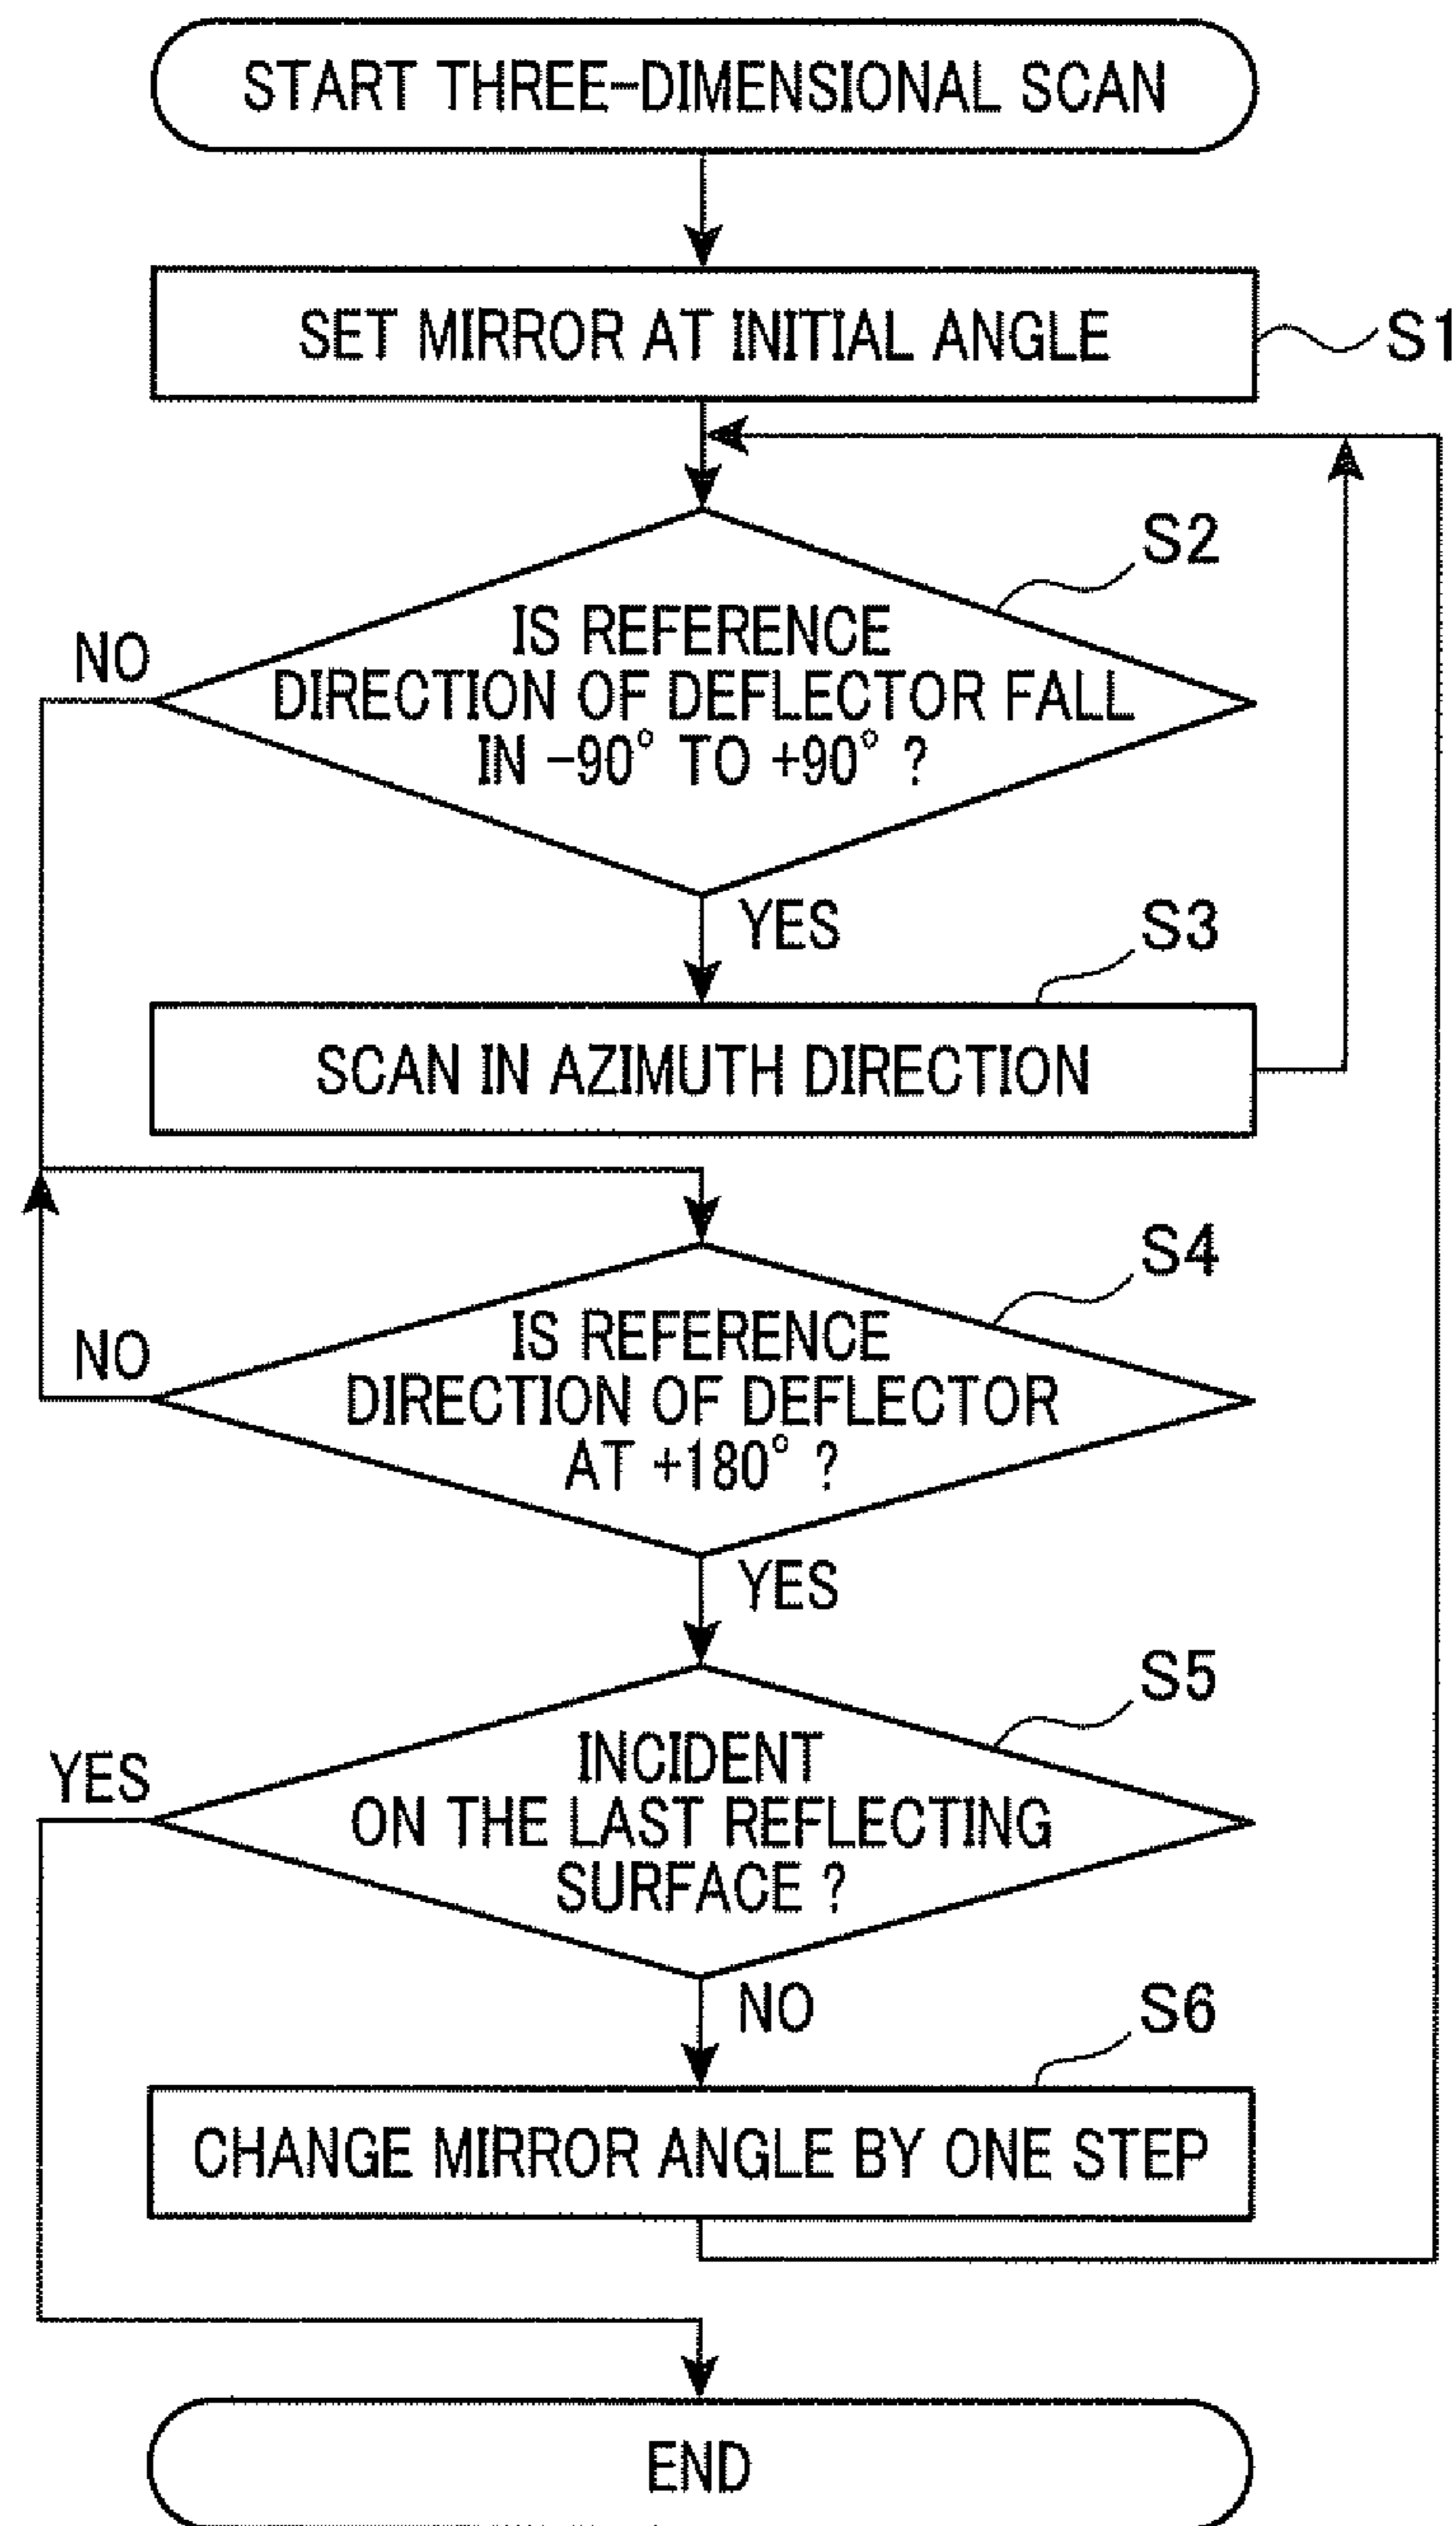 START THREE-DIMENSIONAL SCAN
SET MIRROR AT INITIAL ANGLE
S1
S2
IS REFERENCE
NO
DIRECTION OF DEFLECTOR FALL
IN -90° TO +90° ?
YES
S3
SCAN IN AZIMUTH DIRECTION
S4
IS REFERENCE
NO
DIRECTION OF DEFLECTOR
AT +180° ?
YES
S5
INCIDENT
YES
ON THE LAST REFLECTING
SURFACE ?
NO
S6
CHANGE MIRROR ANGLE BY ONE STEP
END